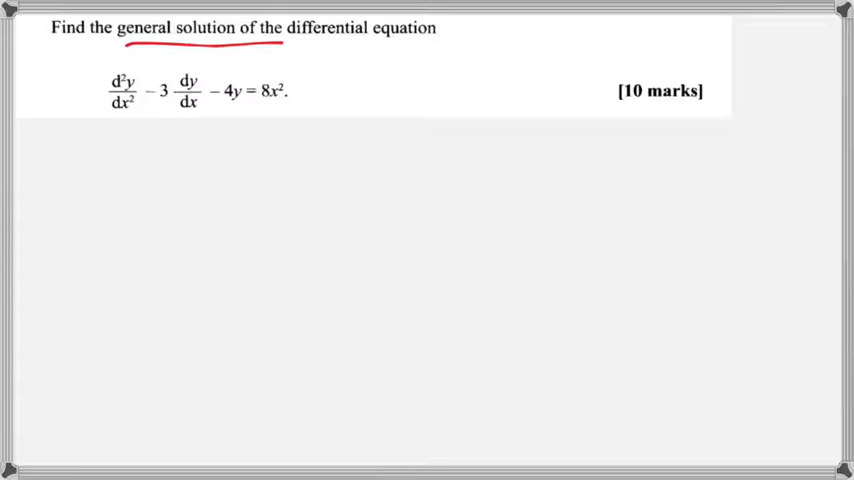 Find the general solution of the differential equation
d²y/dx² – 3 dy/dx – 4y = 8x².
[10 marks]